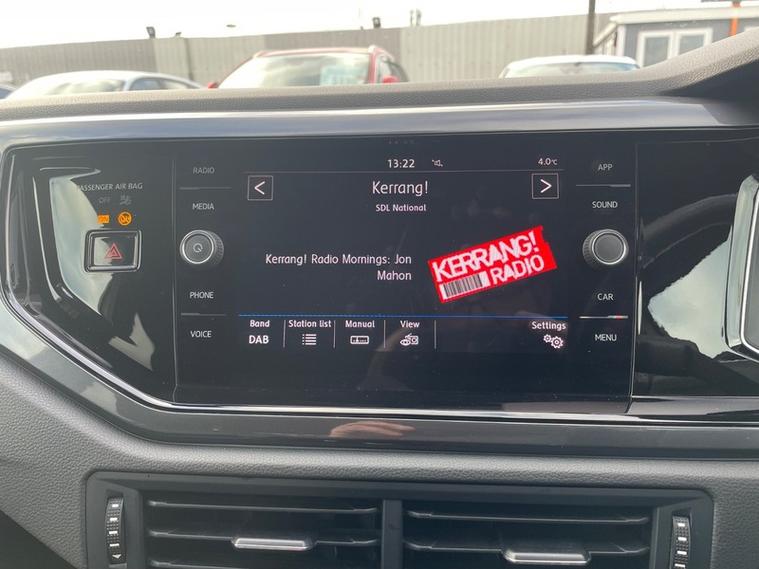 PASSENGER AIR BAG
OFF
ON
RADIO
MEDIA
PHONE
VOICE
13:22
4.0°C
<
Kerrang!
>
SDL National
Kerrang! Radio Mornings: Jon
Mahon
KERRANG!
RADIO
Band
Station list
Manual
View
Settings
DAB
APP
SOUND
CAR
MENU